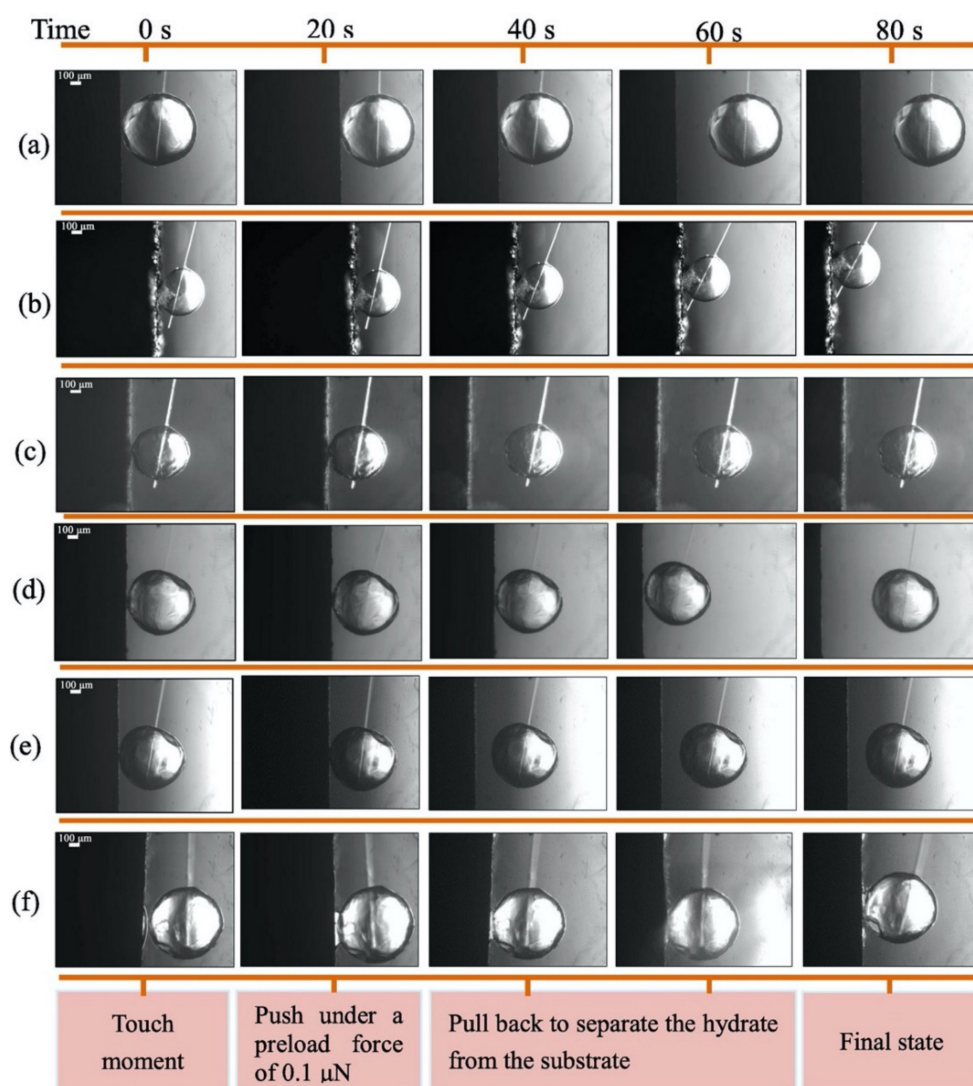 Time 0 s 20 s 40 s 60 s 80 s
100 μm
(a)
100 μm
(b)
100 μm
(c)
100 μm
(d)
100 μm
(e)
100 μm
(f)
Touch
moment
Push under a
preload force
of 0.1 μN
Pull back to separate the hydrate
from the substrate
Final state